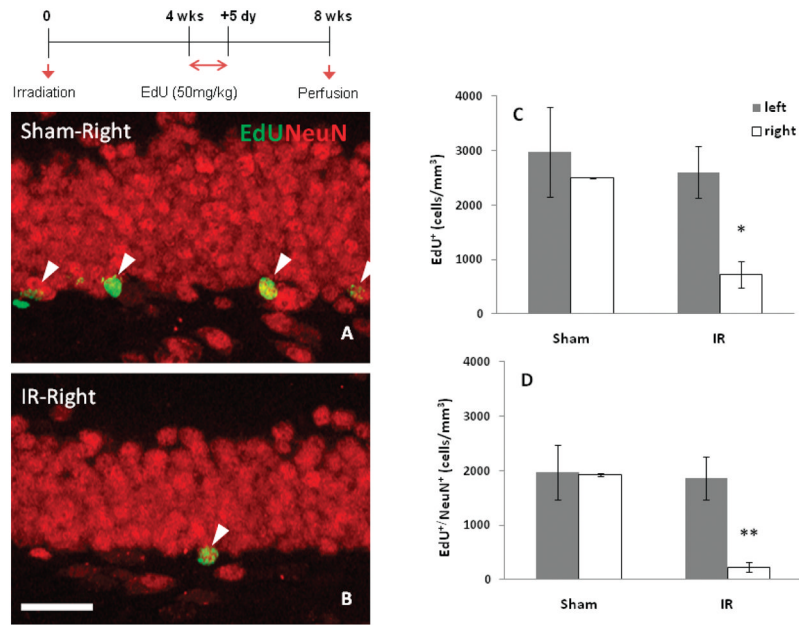 0 4 wks +5 dy 8 wks
Irradiation EdU (50mg/kg) Perfusion
Sham-Right EdUNeuN
A
IR-Right
B
C
left
right
EdU⁺ (cells/mm³)
4000
3000
2000
1000
0
*
Sham IR
D
EdU⁺/NeuN⁺ (cells/mm³)
4000
3000
2000
1000
0
**
Sham IR